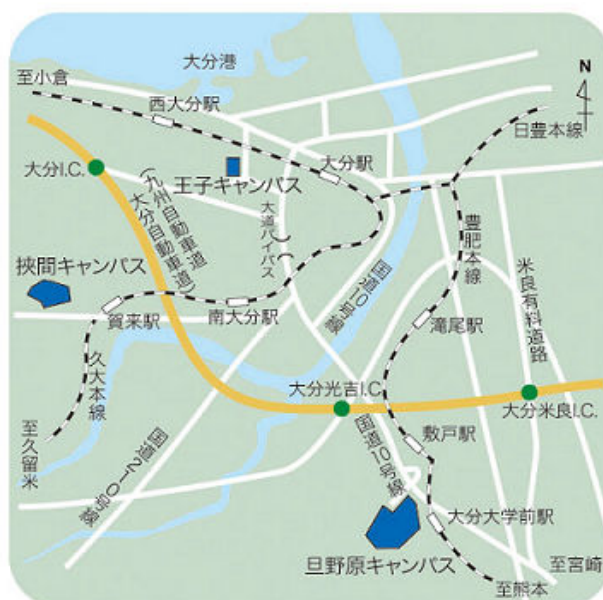 大分港
至小倉
N
西大分駅
日豊本線
大分I.C.
大分駅
王子キャンパス
(九州自動車道
大分自動車道)
大道バイパス
豊肥本線
挟間キャンパス
国道10号線
米良有料道路
賀来駅
南大分駅
滝尾駅
久大本線
大分光吉I.C.
大分米良I.C.
至久留米
国道210号線
国道10号線
敷戸駅
大分大学前駅
旦野原キャンパス
至宮崎
至熊本